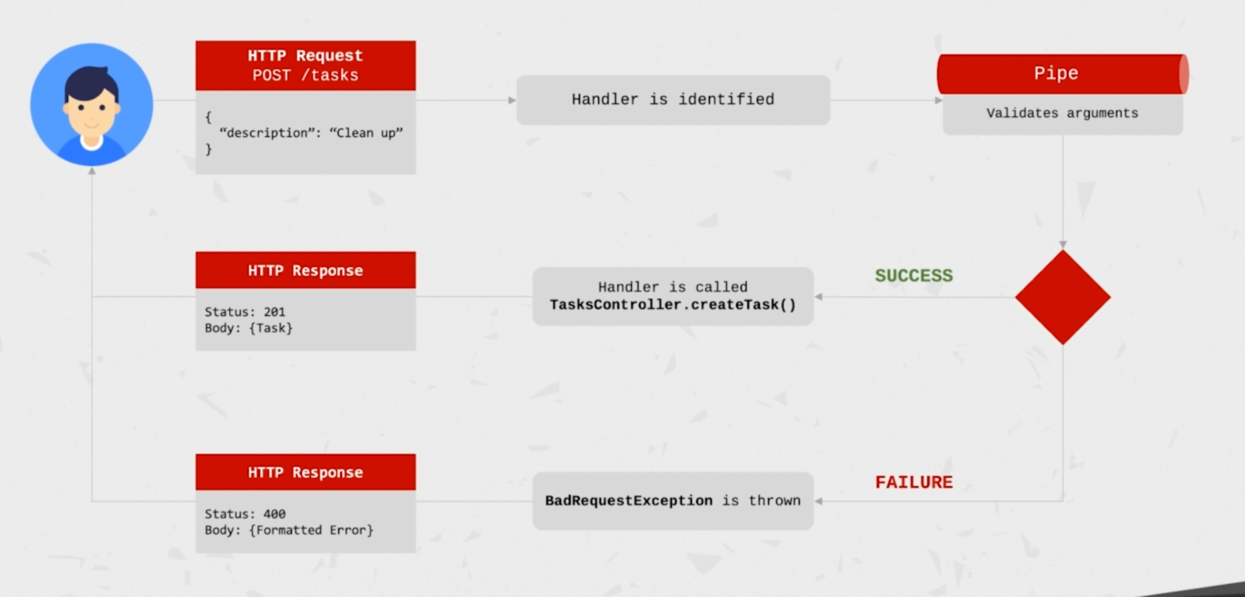 HTTP Request
POST /tasks
{
“description”: “Clean up”
}
Handler is identified
Pipe
Validates arguments
HTTP Response
Status: 201
Body: {Task}
Handler is called
TasksController.createTask()
SUCCESS
HTTP Response
Status: 400
Body: {Formatted Error}
BadRequestException is thrown
FAILURE